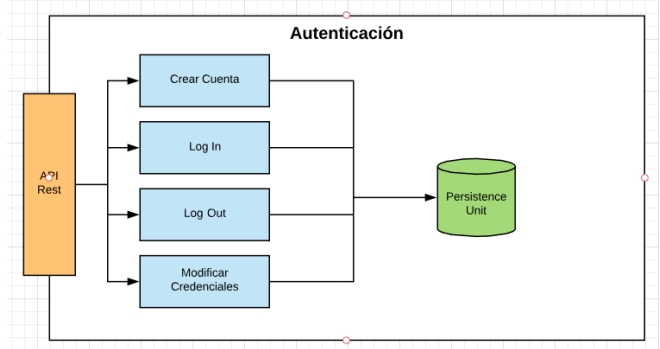 Autenticación
Crear Cuenta
API
Rest
Log In
Log Out
Modificar
Credenciales
Persistence
Unit